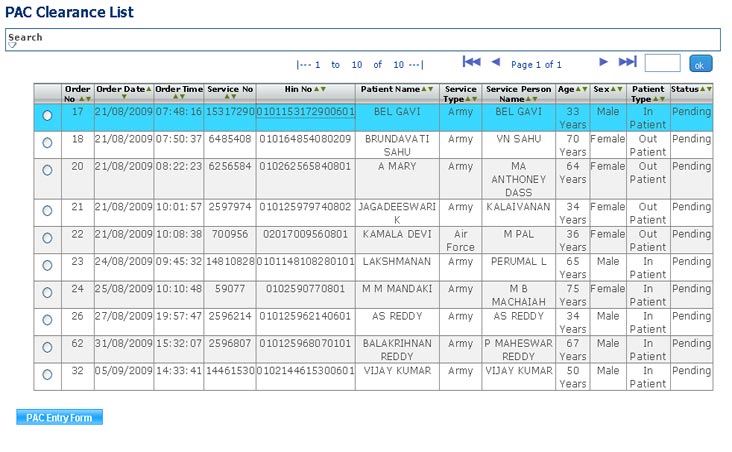 PAC Clearance List
Search
|--- 1 to 10 of 10 ---| Page 1 of 1 ok
Order No Order Date Order Time Service No Hin No Patient Name Service Type Service Person Name Age Sex Patient Type Status
17 21/08/2009 07:48:16 15317290 0101153172900601 BEL GAVI Army BEL GAVI 33 Years Male In Patient Pending
18 21/08/2009 07:50:37 6485408 010164854080209 BRUNDAVATI SAHU Army VN SAHU 70 Years Female Out Patient Pending
20 21/08/2009 08:22:23 6256584 010262565840801 A MARY Army MA ANTHONEY DASS 64 Years Female Out Patient Pending
21 21/08/2009 10:01:57 2597974 010125979740802 JAGADEESWARI K Army KALAIVANAN 34 Years Female Out Patient Pending
22 21/08/2009 10:08:38 700956 02017009560801 KAMALA DEVI Air Force M PAL 36 Years Female Out Patient Pending
23 24/08/2009 09:45:32 14810828 0101148108280101 LAKSHMANAN Army PERUMAL L 65 Years Male In Patient Pending
24 25/08/2009 10:10:48 59077 0102590770801 M M MANDAKI Army M B MACHAIAH 75 Years Female In Patient Pending
26 27/08/2009 19:57:47 2596214 010125962140601 AS REDDY Army AS REDDY 34 Years Male In Patient Pending
62 31/08/2009 15:32:07 2596807 010125968070101 BALAKRIHNAN REDDY Army P MAHESWAR REDDY 67 Years Male In Patient Pending
32 05/09/2009 14:33:41 14461530 0102144615300601 VIJAY KUMAR Army VIJAY KUMAR 50 Years Male In Patient Pending
PAC Entry Form